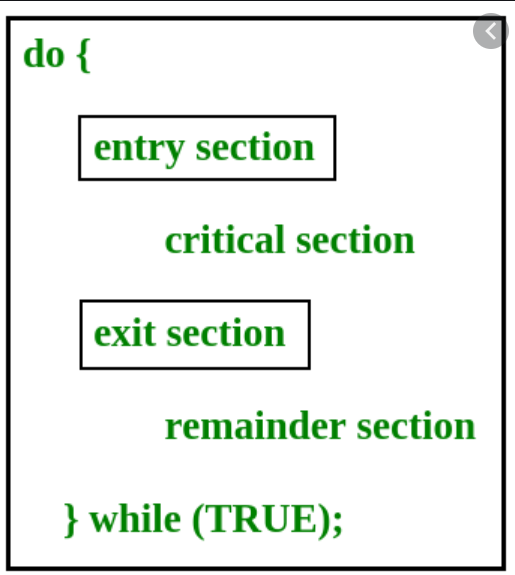 do {
entry section
critical section
exit section
remainder section
} while (TRUE);